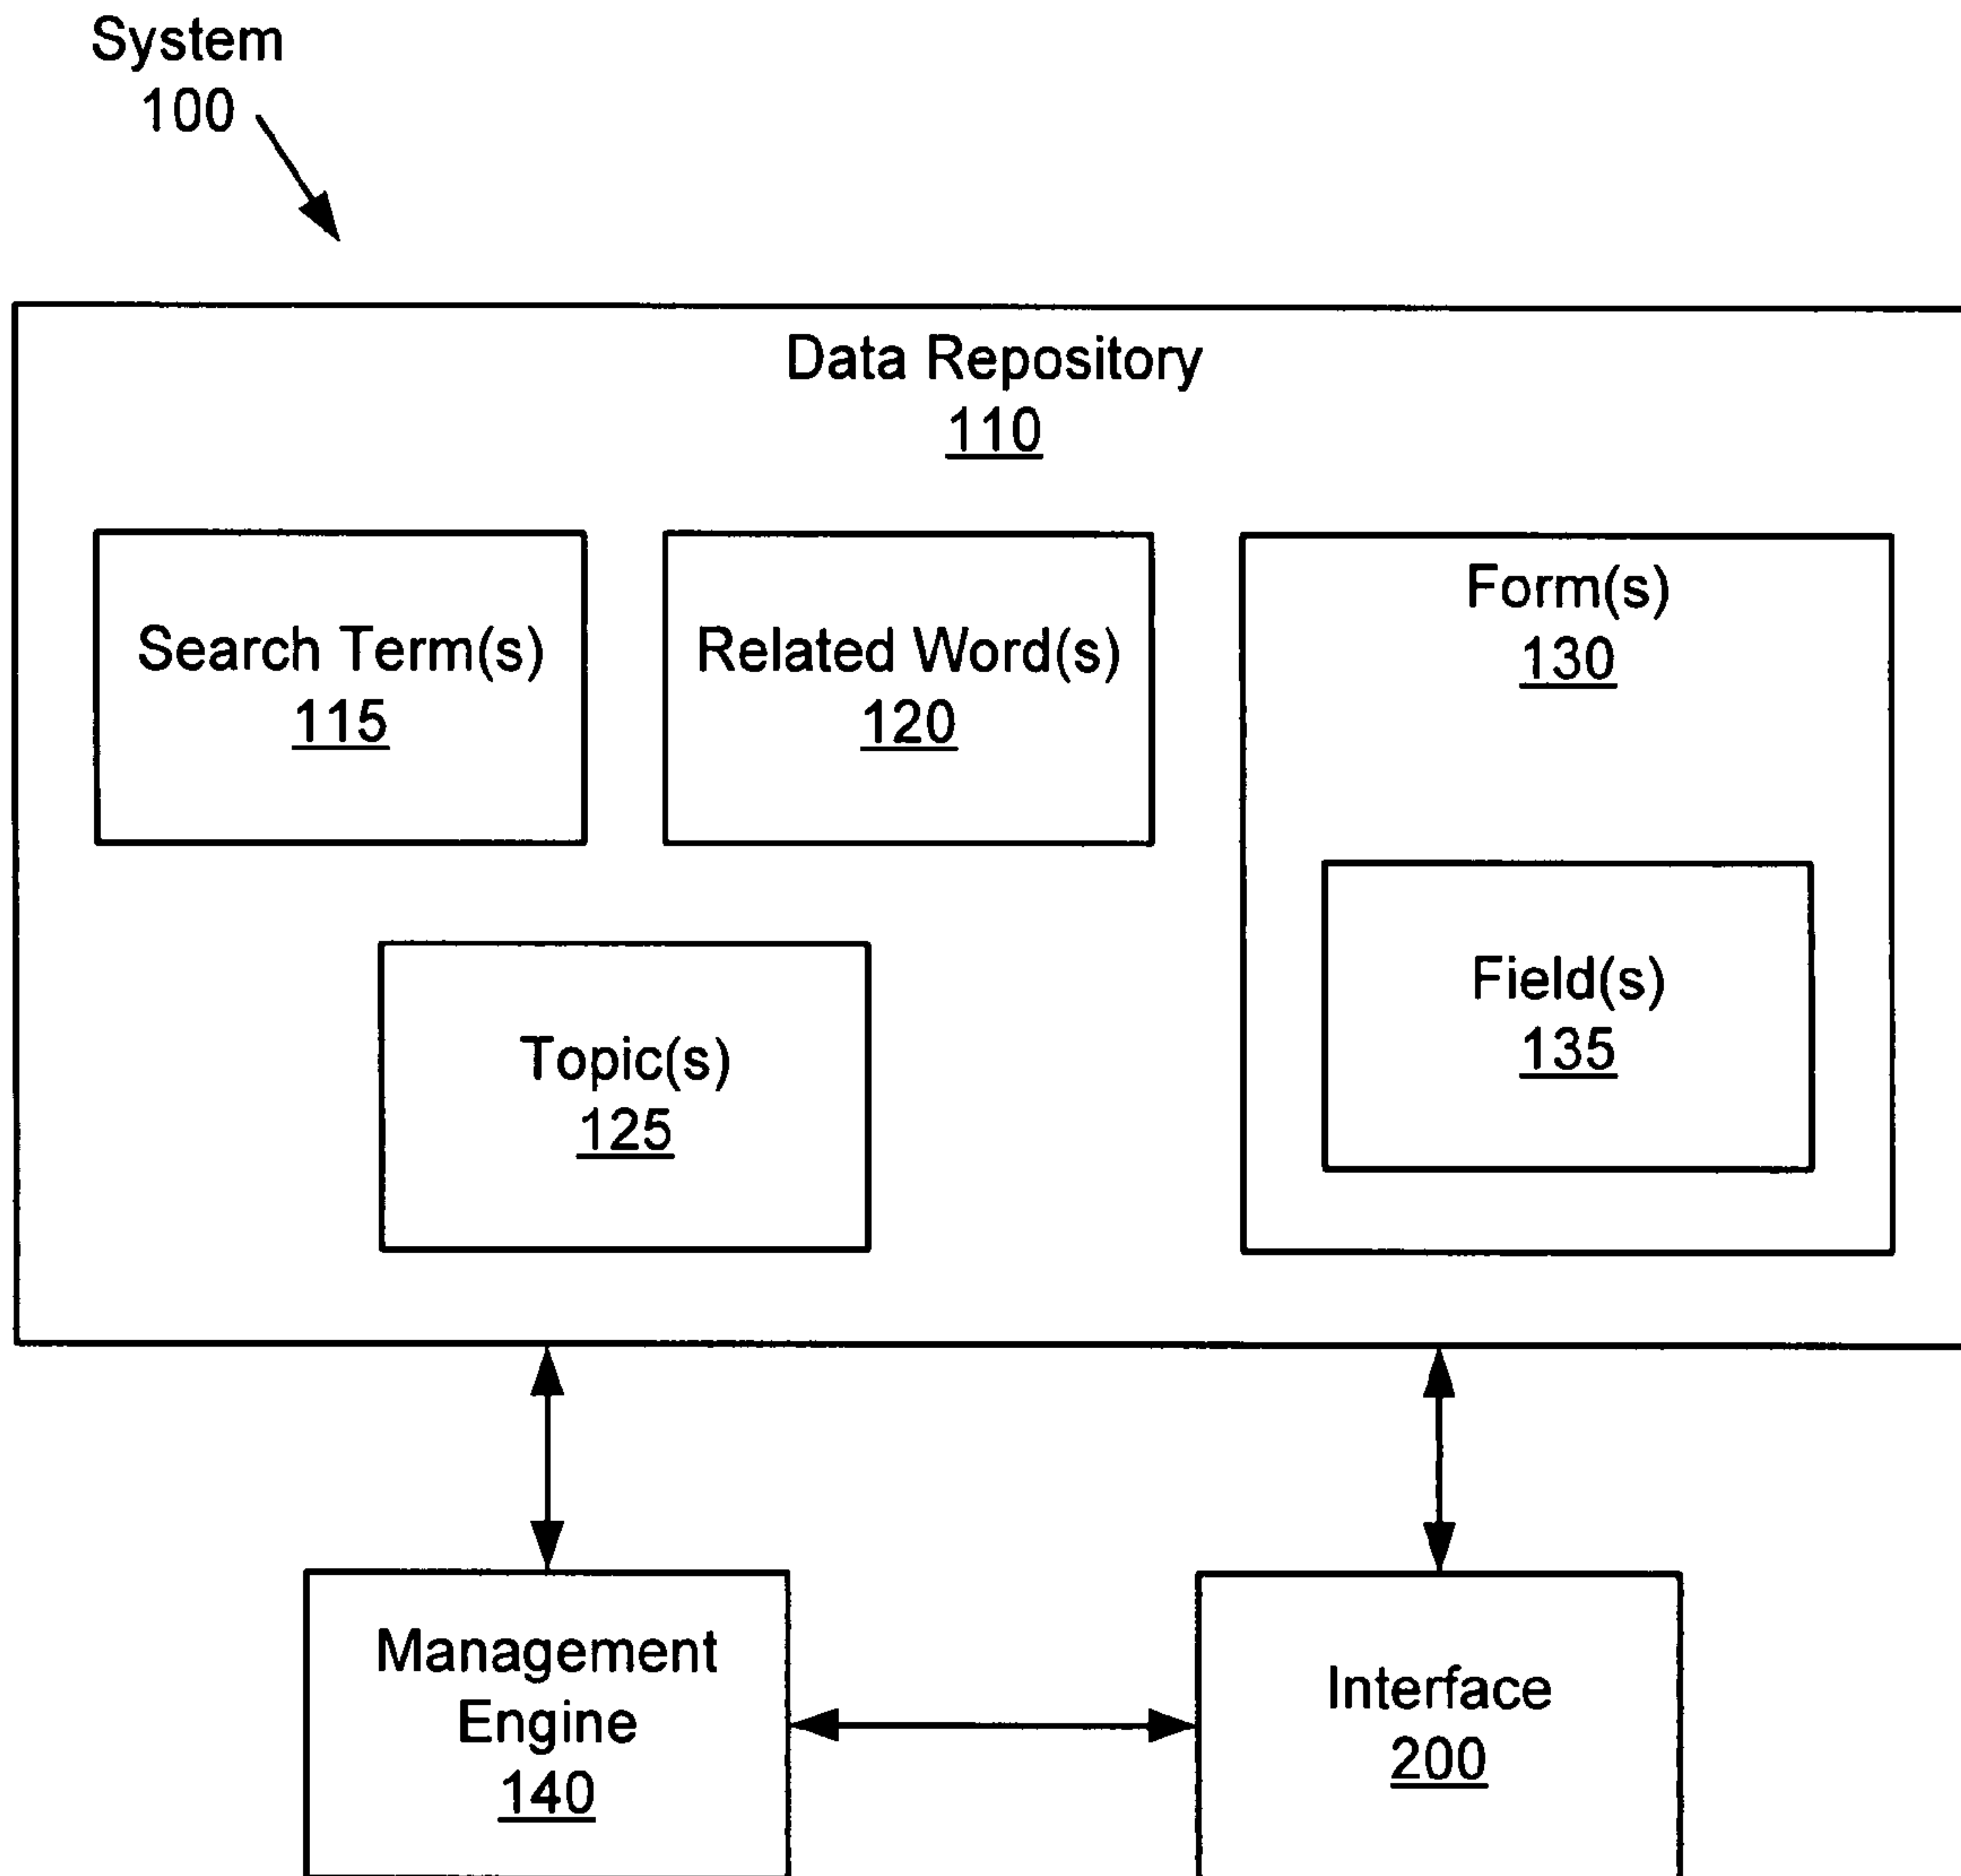 System
100
Data Repository
110
Search Term(s)
115
Related Word(s)
120
Form(s)
130
Field(s)
135
Topic(s)
125
Management
Engine
140
Interface
200